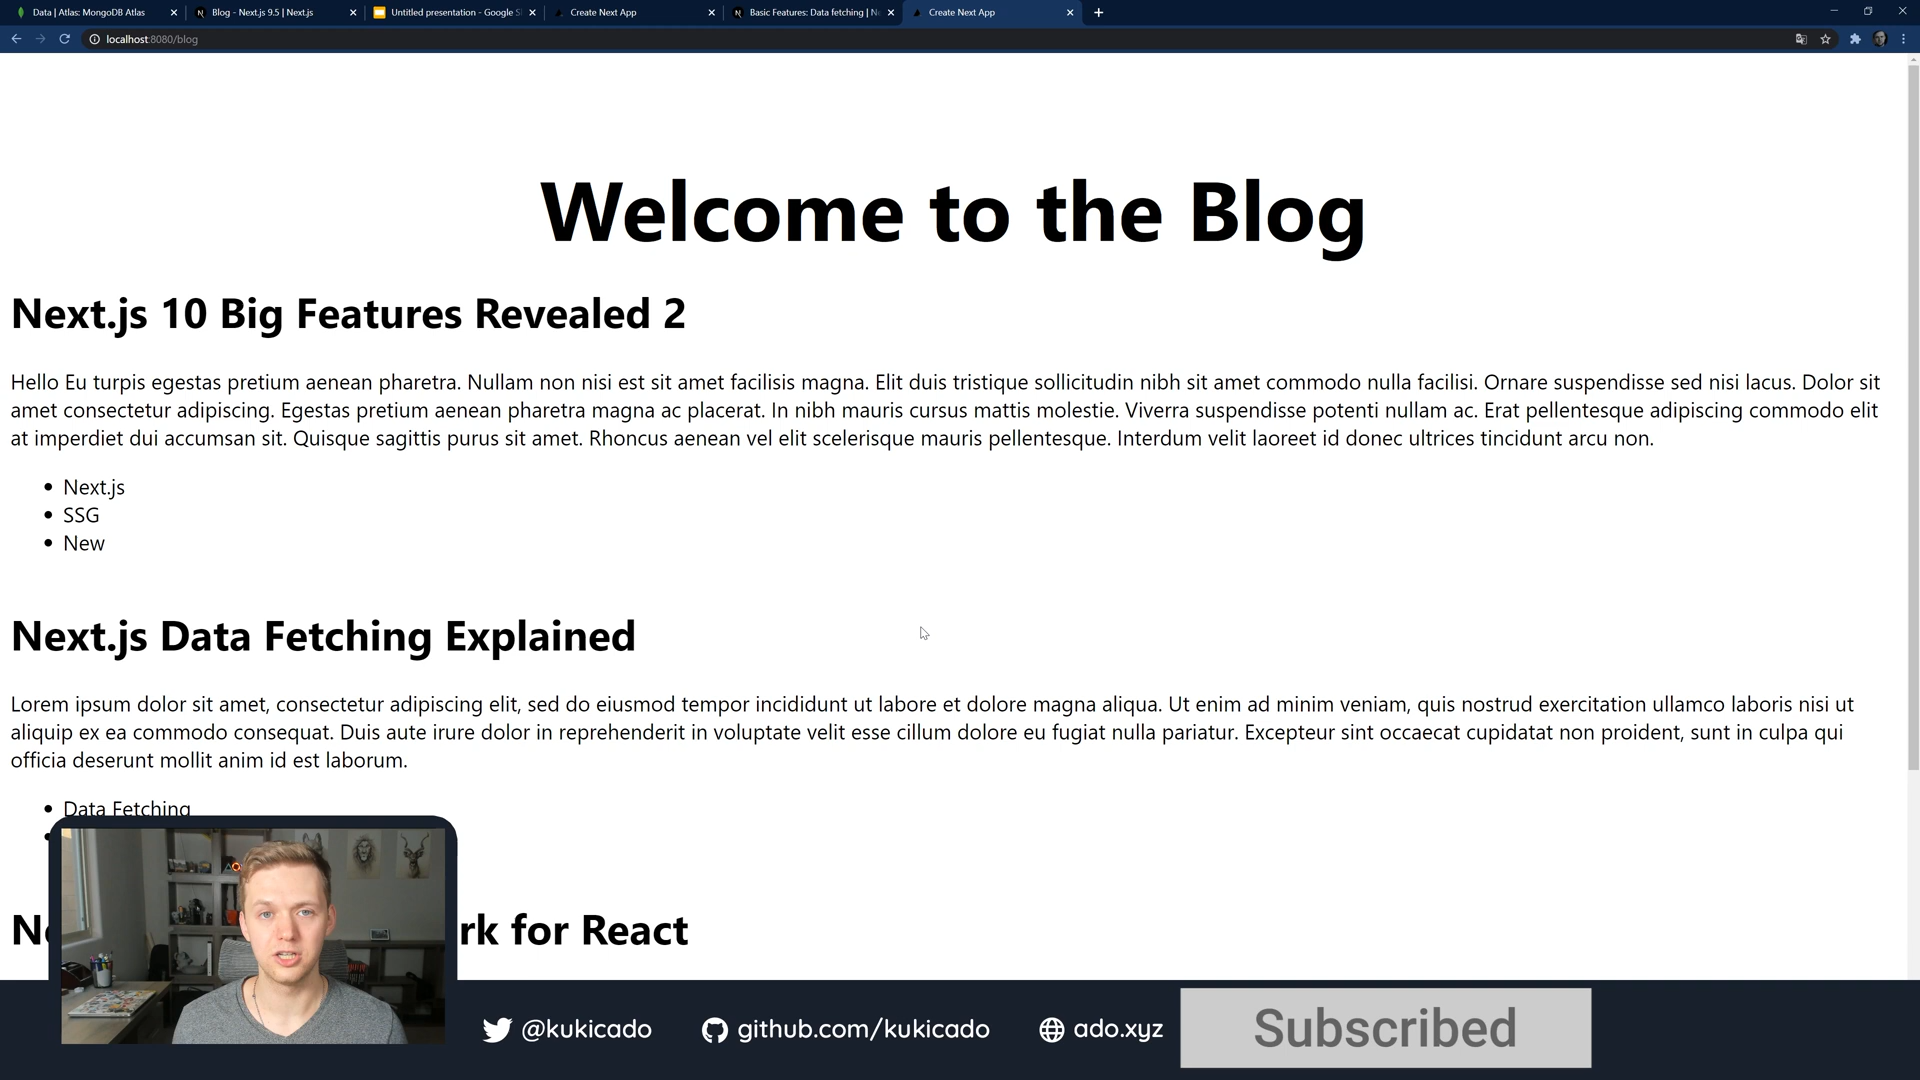 Data | Atlas: MongoDB Atlas
Blog - Next.js 9.5 | Next.js
Untitled presentation - Google S
Create Next App
Basic Features: Data fetching | N
Create Next App
localhost:8080/blog
Welcome to the Blog
Next.js 10 Big Features Revealed 2
Hello Eu turpis egestas pretium aenean pharetra. Nullam non nisi est sit amet facilisis magna. Elit duis tristique sollicitudin nibh sit amet commodo nulla facilisi. Ornare suspendisse sed nisi lacus. Dolor sit
amet consectetur adipiscing. Egestas pretium aenean pharetra magna ac placerat. In nibh mauris cursus mattis molestie. Viverra suspendisse potenti nullam ac. Erat pellentesque adipiscing commodo elit
at imperdiet dui accumsan sit. Quisque sagittis purus sit amet. Rhoncus aenean vel elit scelerisque mauris pellentesque. Interdum velit laoreet id donec ultrices tincidunt arcu non.
• Next.js
• SSG
• New
Next.js Data Fetching Explained
Lorem ipsum dolor sit amet, consectetur adipiscing elit, sed do eiusmod tempor incididunt ut labore et dolore magna aliqua. Ut enim ad minim veniam, quis nostrud exercitation ullamco laboris nisi ut
aliquip ex ea commodo consequat. Duis aute irure dolor in reprehenderit in voluptate velit esse cillum dolore eu fugiat nulla pariatur. Excepteur sint occaecat cupidatat non proident, sunt in culpa qui
officia deserunt mollit anim id est laborum.
• Data Fetching
rk for React
@kukicado
github.com/kukicado
ado.xyz
Subscribed